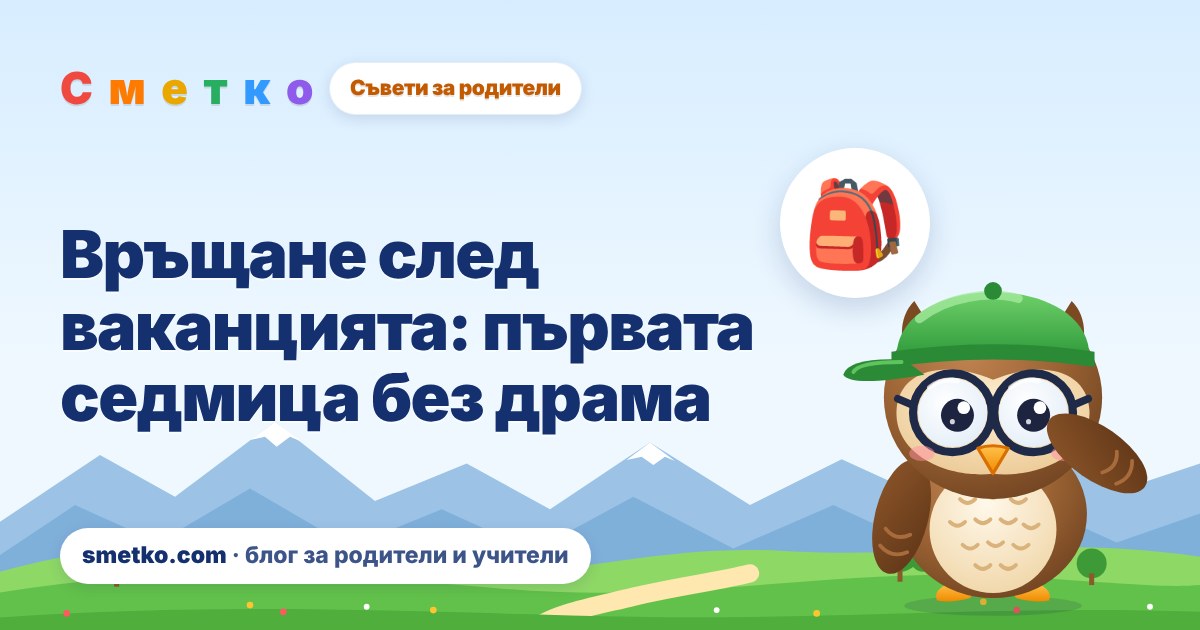 Сметко
Съвети за родители
Връщане след
ваканцията: първата
седмица без драма
smetko.com · блог за родители и учители